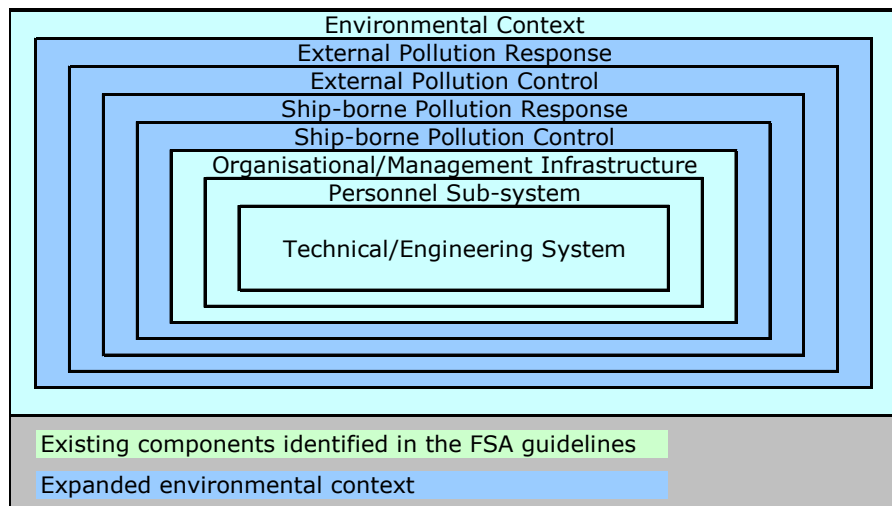 Environmental Context
External Pollution Response
External Pollution Control
Ship-borne Pollution Response
Ship-borne Pollution Control
Organisational/Management Infrastructure
Personnel Sub-system
Technical/Engineering System
Existing components identified in the FSA guidelines
Expanded environmental context